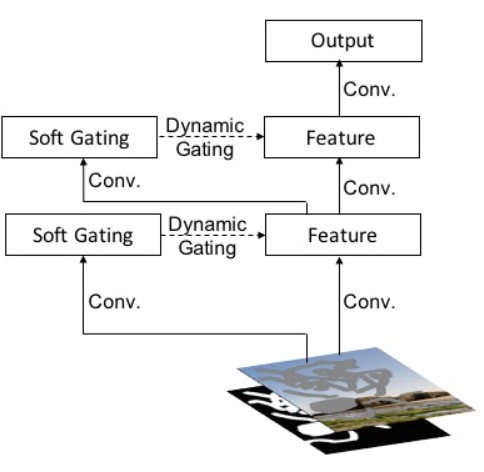 Output
Conv.
Soft Gating
Dynamic
Gating
Feature
Conv.
Conv.
Soft Gating
Dynamic
Gating
Feature
Conv.
Conv.